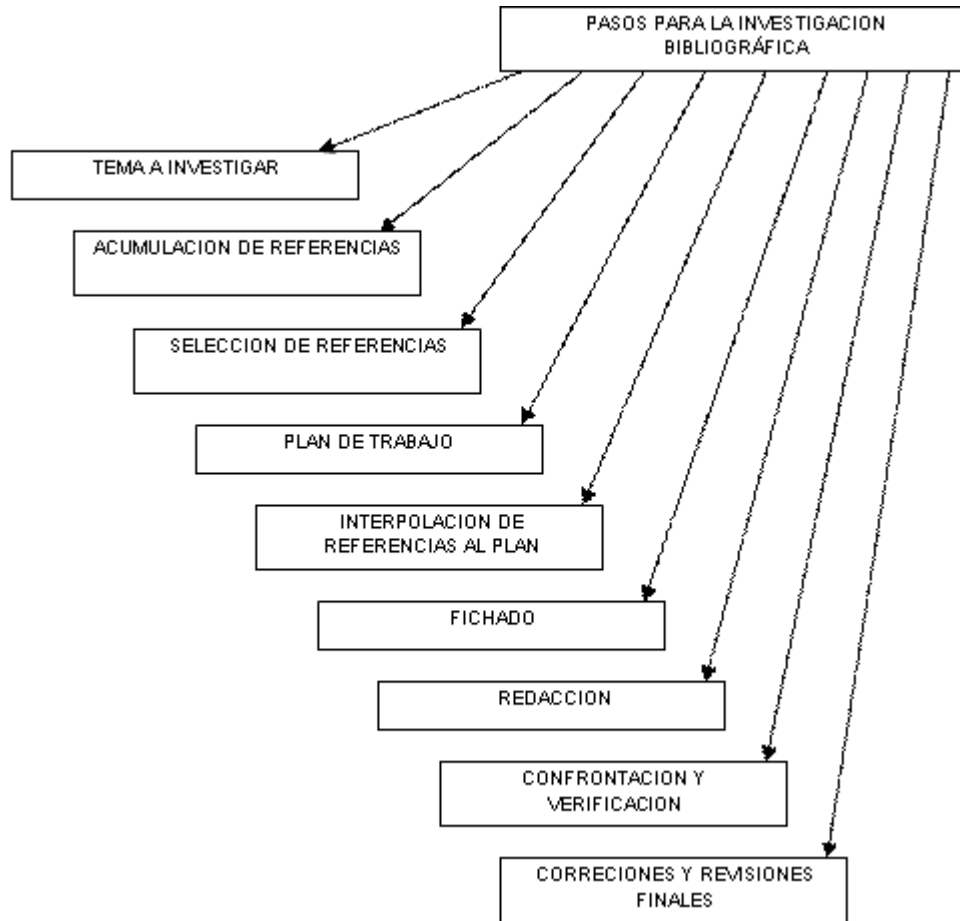 PASOS PARA LA INVESTIGACION
BIBLIOGRÁFICA
TEMA A INVESTIGAR
ACUMULACION DE REFERENCIAS
SELECCION DE REFERENCIAS
PLAN DE TRABAJO
INTERPOLACION DE
REFERENCIAS AL PLAN
FICHADO
REDACCION
CONFRONTACION Y
VERIFICACION
CORRECIONES Y REVISIONES
FINALES